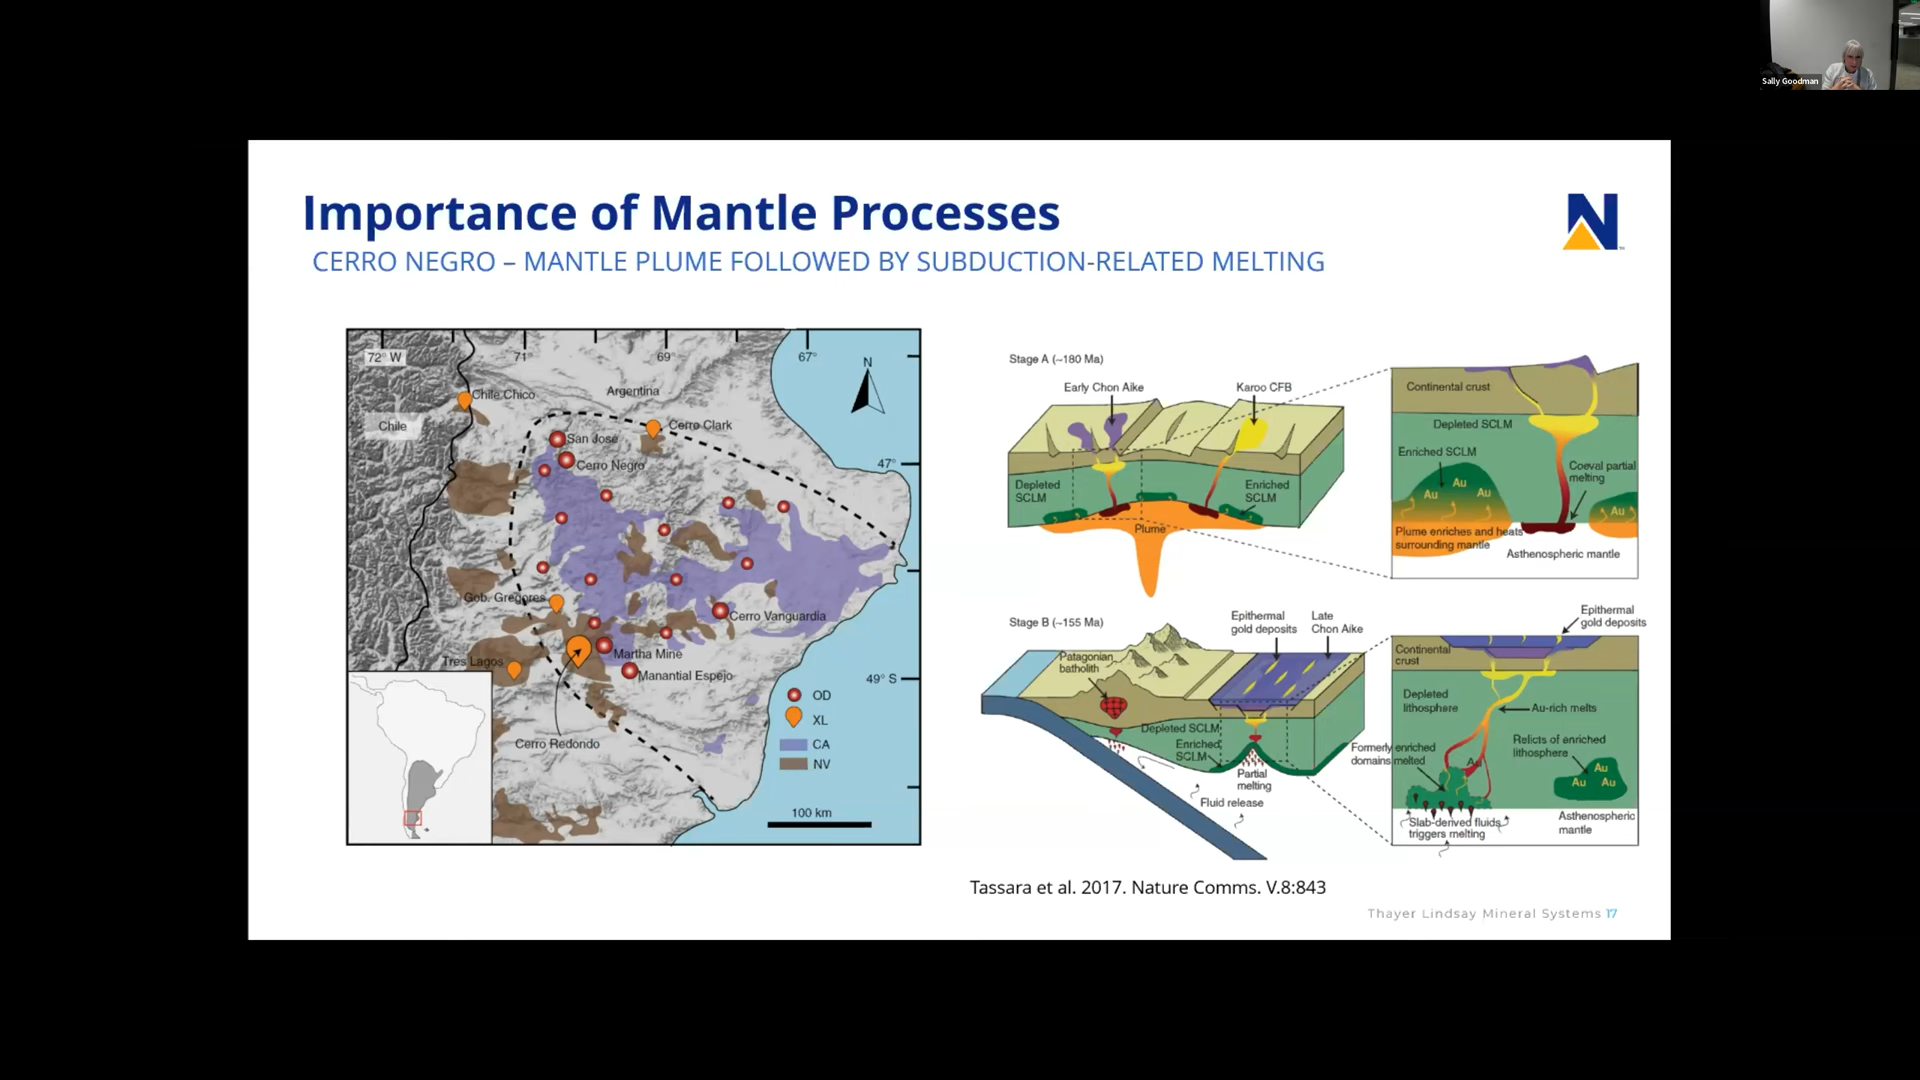 Sally Goodman
Importance of Mantle Processes
CERRO NEGRO – MANTLE PLUME FOLLOWED BY SUBDUCTION-RELATED MELTING
N
72° W
71°
69°
67°
N
Chile Chico
Argentina
Chile
Cerro Clark
San José
47°
Cerro Negro
Gob. Gregores
Cerro Vanguardia
Martha Mine
Tres Lagos
Manantial Espejo
49° S
OD
XL
CA
NV
Cerro Redondo
100 km
Stage A (~180 Ma)
Early Chon Aike
Karoo CFB
Depleted
SCLM
Enriched
SCLM
Plume
Continental crust
Depleted SCLM
Enriched SCLM
Coeval partial
melting
Au
Au
Au
Au
Plume enriches and heats
surrounding mantle
Asthenospheric mantle
Stage B (~155 Ma)
Epithermal
gold deposits
Late
Chon Aike
Patagonian
batholith
Depleted SCLM
Enriched
SCLM
Partial
melting
Fluid release
Epithermal
gold deposits
Continental
crust
Depleted
lithosphere
Au-rich melts
Formerly enriched
domains melted
Relicts of enriched
lithosphere
Au
Au
Au
Au
Slab-derived fluids
triggers melting
Asthenospheric
mantle
Tassara et al. 2017. Nature Comms. V.8:843
Thayer Lindsay Mineral Systems 17